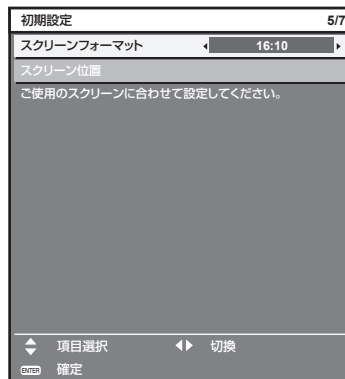 初期設定 5/7
スクリーンフォーマット 16:10
スクリーン位置
ご使用のスクリーンに合わせて設定してください。
項目選択 切換
ENTER 確定